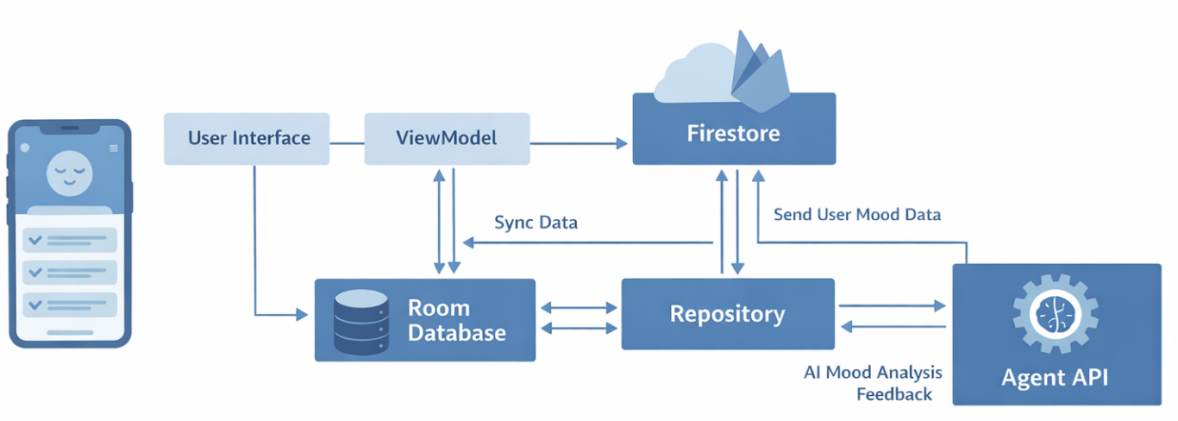 User Interface
ViewModel
Firestore
Sync Data
Send User Mood Data
Room
Database
Repository
AI Mood Analysis
Feedback
Agent API